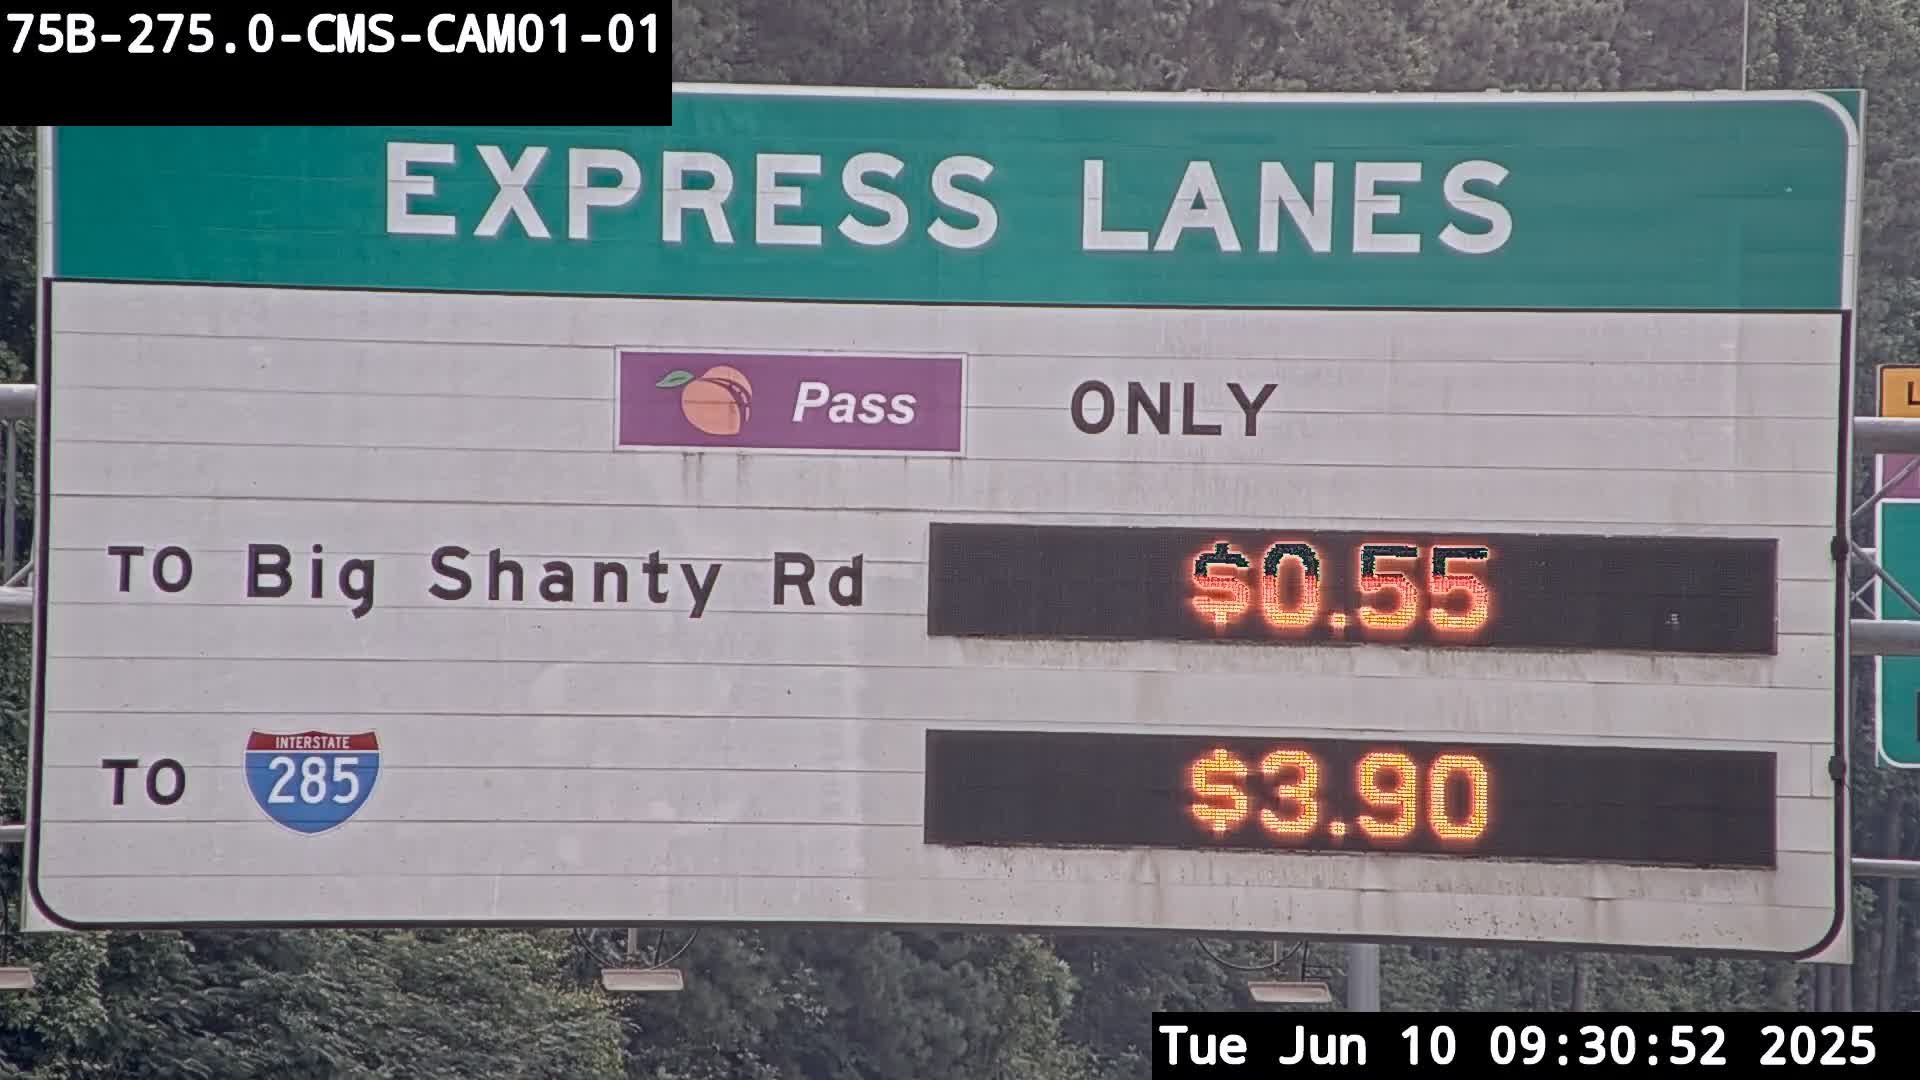 75B-275.0-CMS-CAM01-01
EXPRESS LANES
Pass ONLY
TO Big Shanty Rd $0.55
TO INTERSTATE 285 $3.90
Tue Jun 10 09:30:52 2025